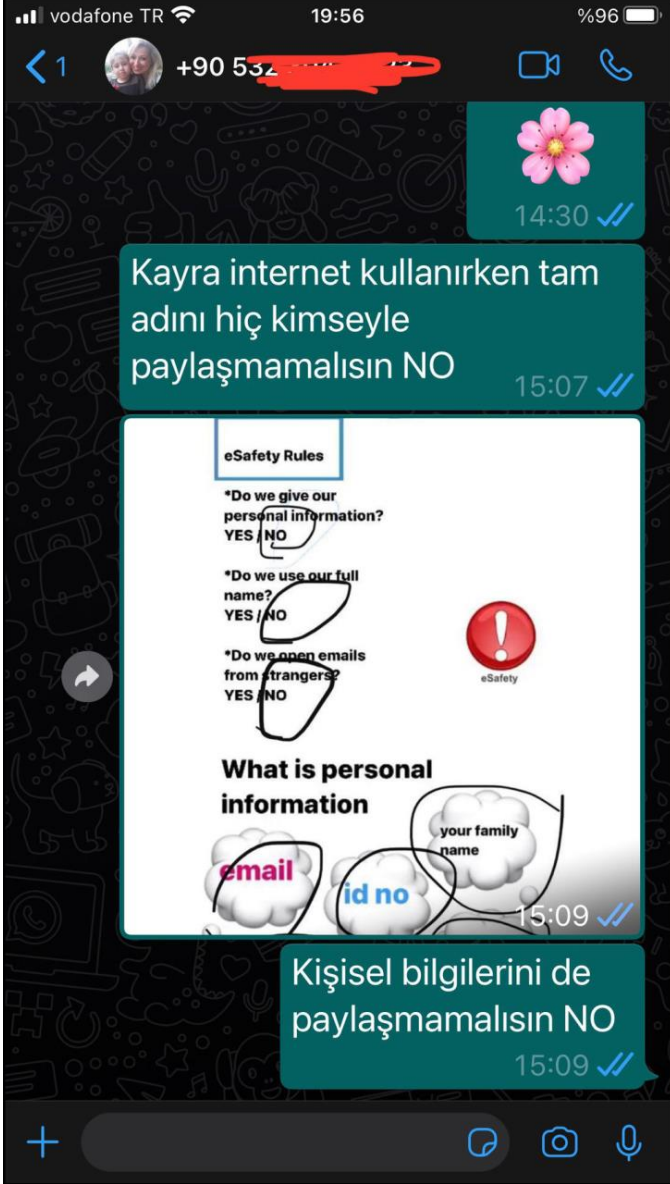 vodafone TR
19:56
%96
1
+90 532
14:30
Kayra internet kullanırken tam
adını hiç kimseyle
paylaşmamalısın NO
15:07
eSafety Rules
*Do we give our
personal information?
YES / NO
*Do we use our full
name?
YES / NO
*Do we open emails
from strangers?
YES / NO
eSafety
What is personal
information
your family
name
email
id no
15:09
Kişisel bilgilerini de
paylaşmamalısın NO
15:09